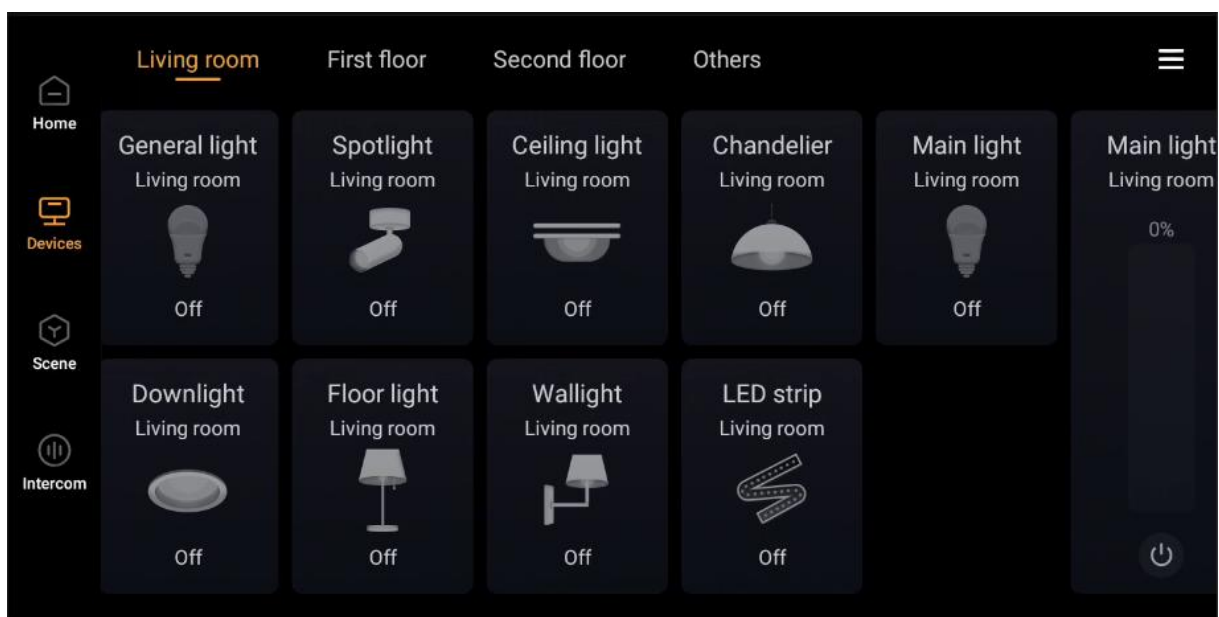 Living room
First floor
Second floor
Others
Home
Devices
Scene
Intercom
General light
Living room
Off
Spotlight
Living room
Off
Ceiling light
Living room
Off
Chandelier
Living room
Off
Main light
Living room
Off
Main light
Living room
0%
Downlight
Living room
Off
Floor light
Living room
Off
Wallight
Living room
Off
LED strip
Living room
Off